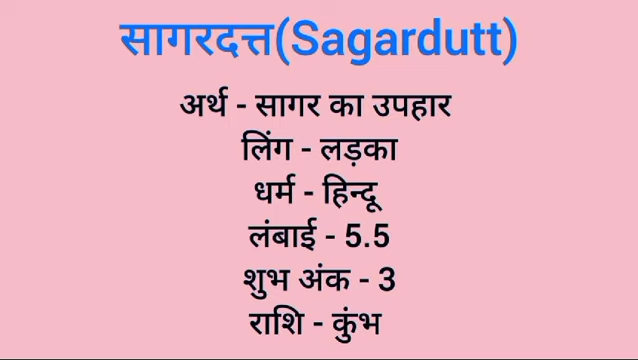 सागरदत्त(Sagardutt)
अर्थ - सागर का उपहार
लिंग - लड़का
धर्म - हिन्दू
लंबाई - 5.5
शुभ अंक - 3
राशि - कुंभ